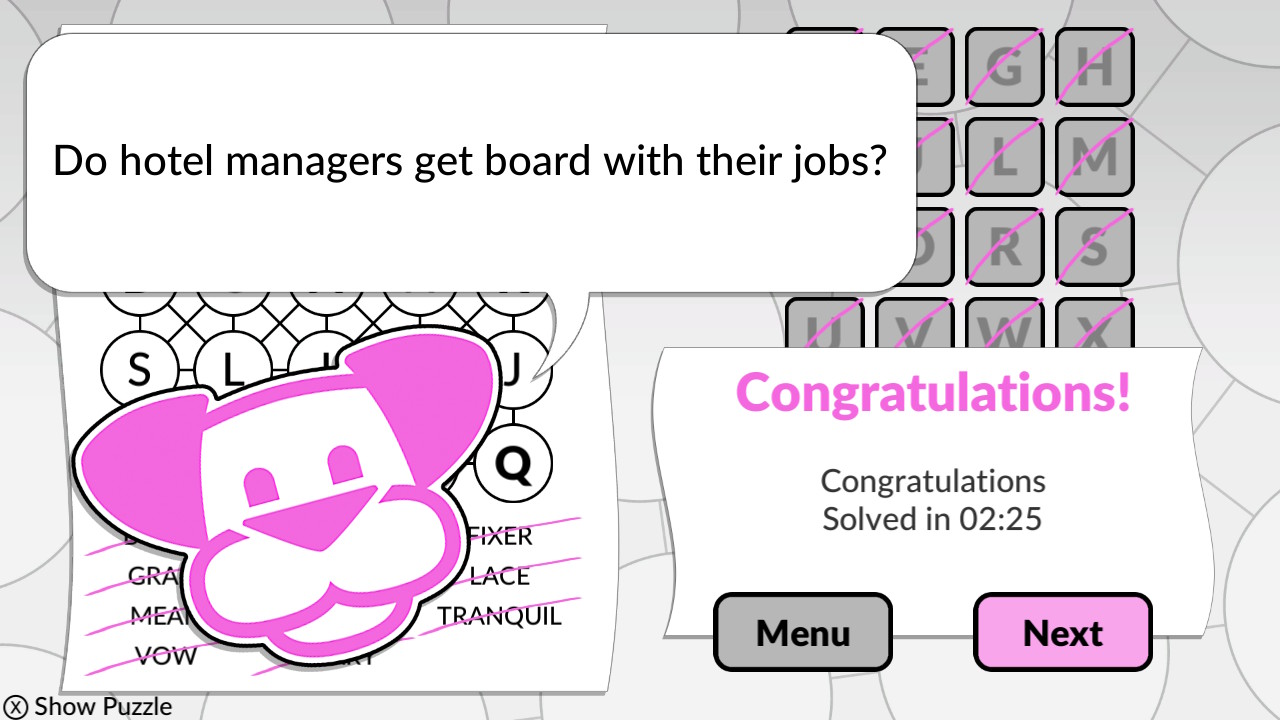 Do hotel managers get board with their jobs?
E G H
L M
R S
U V W X
S L J
Q
FIXER
LACE
TRANQUIL
VOW
Congratulations!
Congratulations
Solved in 02:25
Menu Next
Ⓧ Show Puzzle